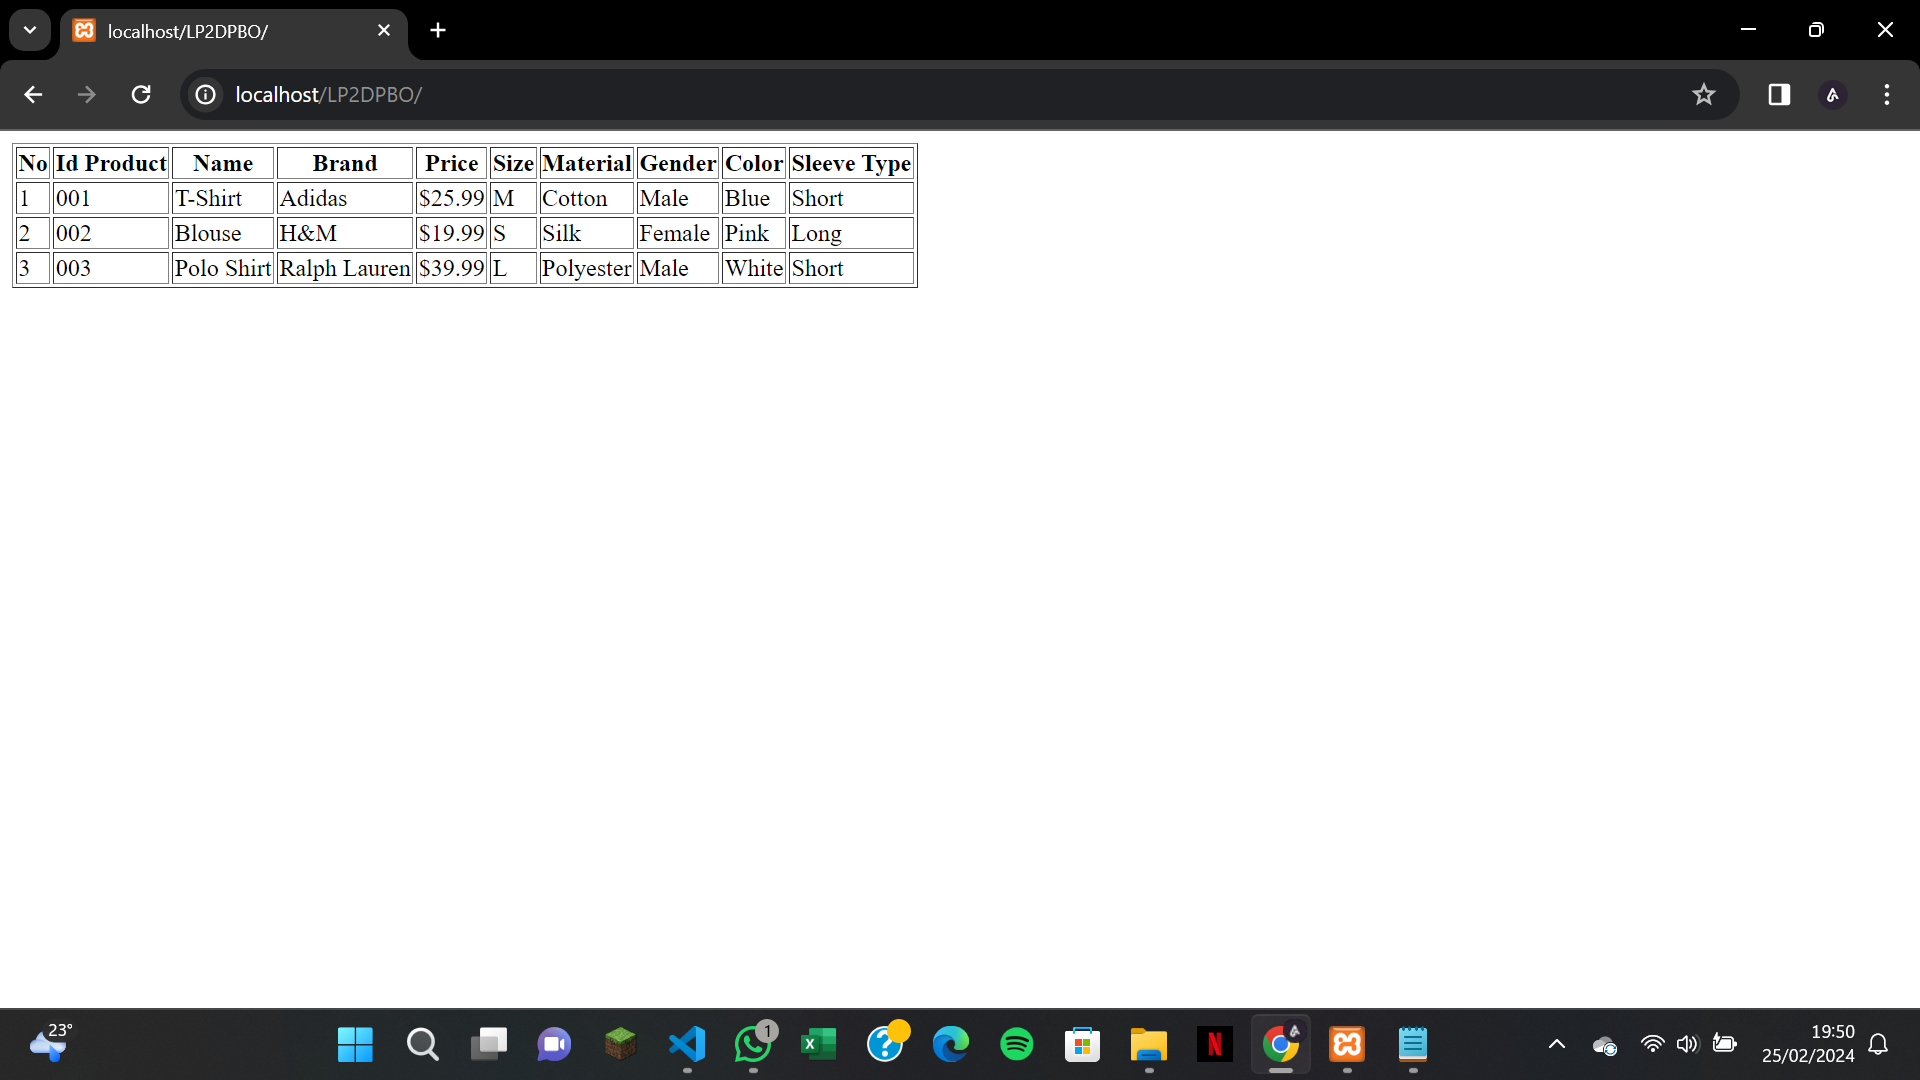 localhost/LP2DPBO/
localhost/LP2DPBO/
No Id Product Name Brand Price Size Material Gender Color Sleeve Type
1 001 T-Shirt Adidas $25.99 M Cotton Male Blue Short
2 002 Blouse H&M $19.99 S Silk Female Pink Long
3 003 Polo Shirt Ralph Lauren $39.99 L Polyester Male White Short
23°
1
19:50
25/02/2024